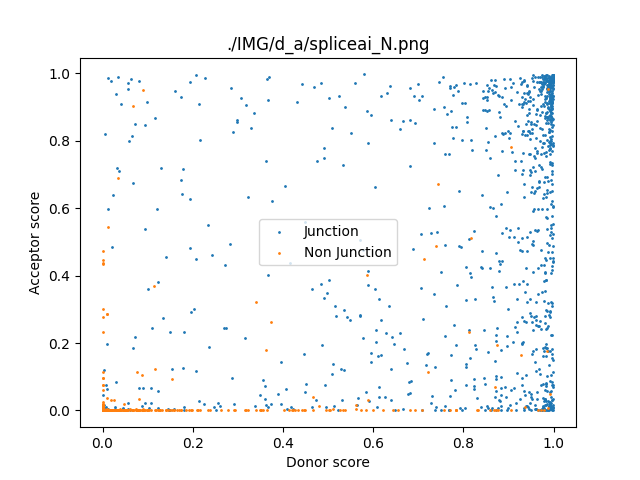 ./IMG/d_a/spliceai_N.png
1.0
0.8
0.6
0.4
0.2
0.0
Acceptor score
Junction
Non Junction
0.0 0.2 0.4 0.6 0.8 1.0
Donor score